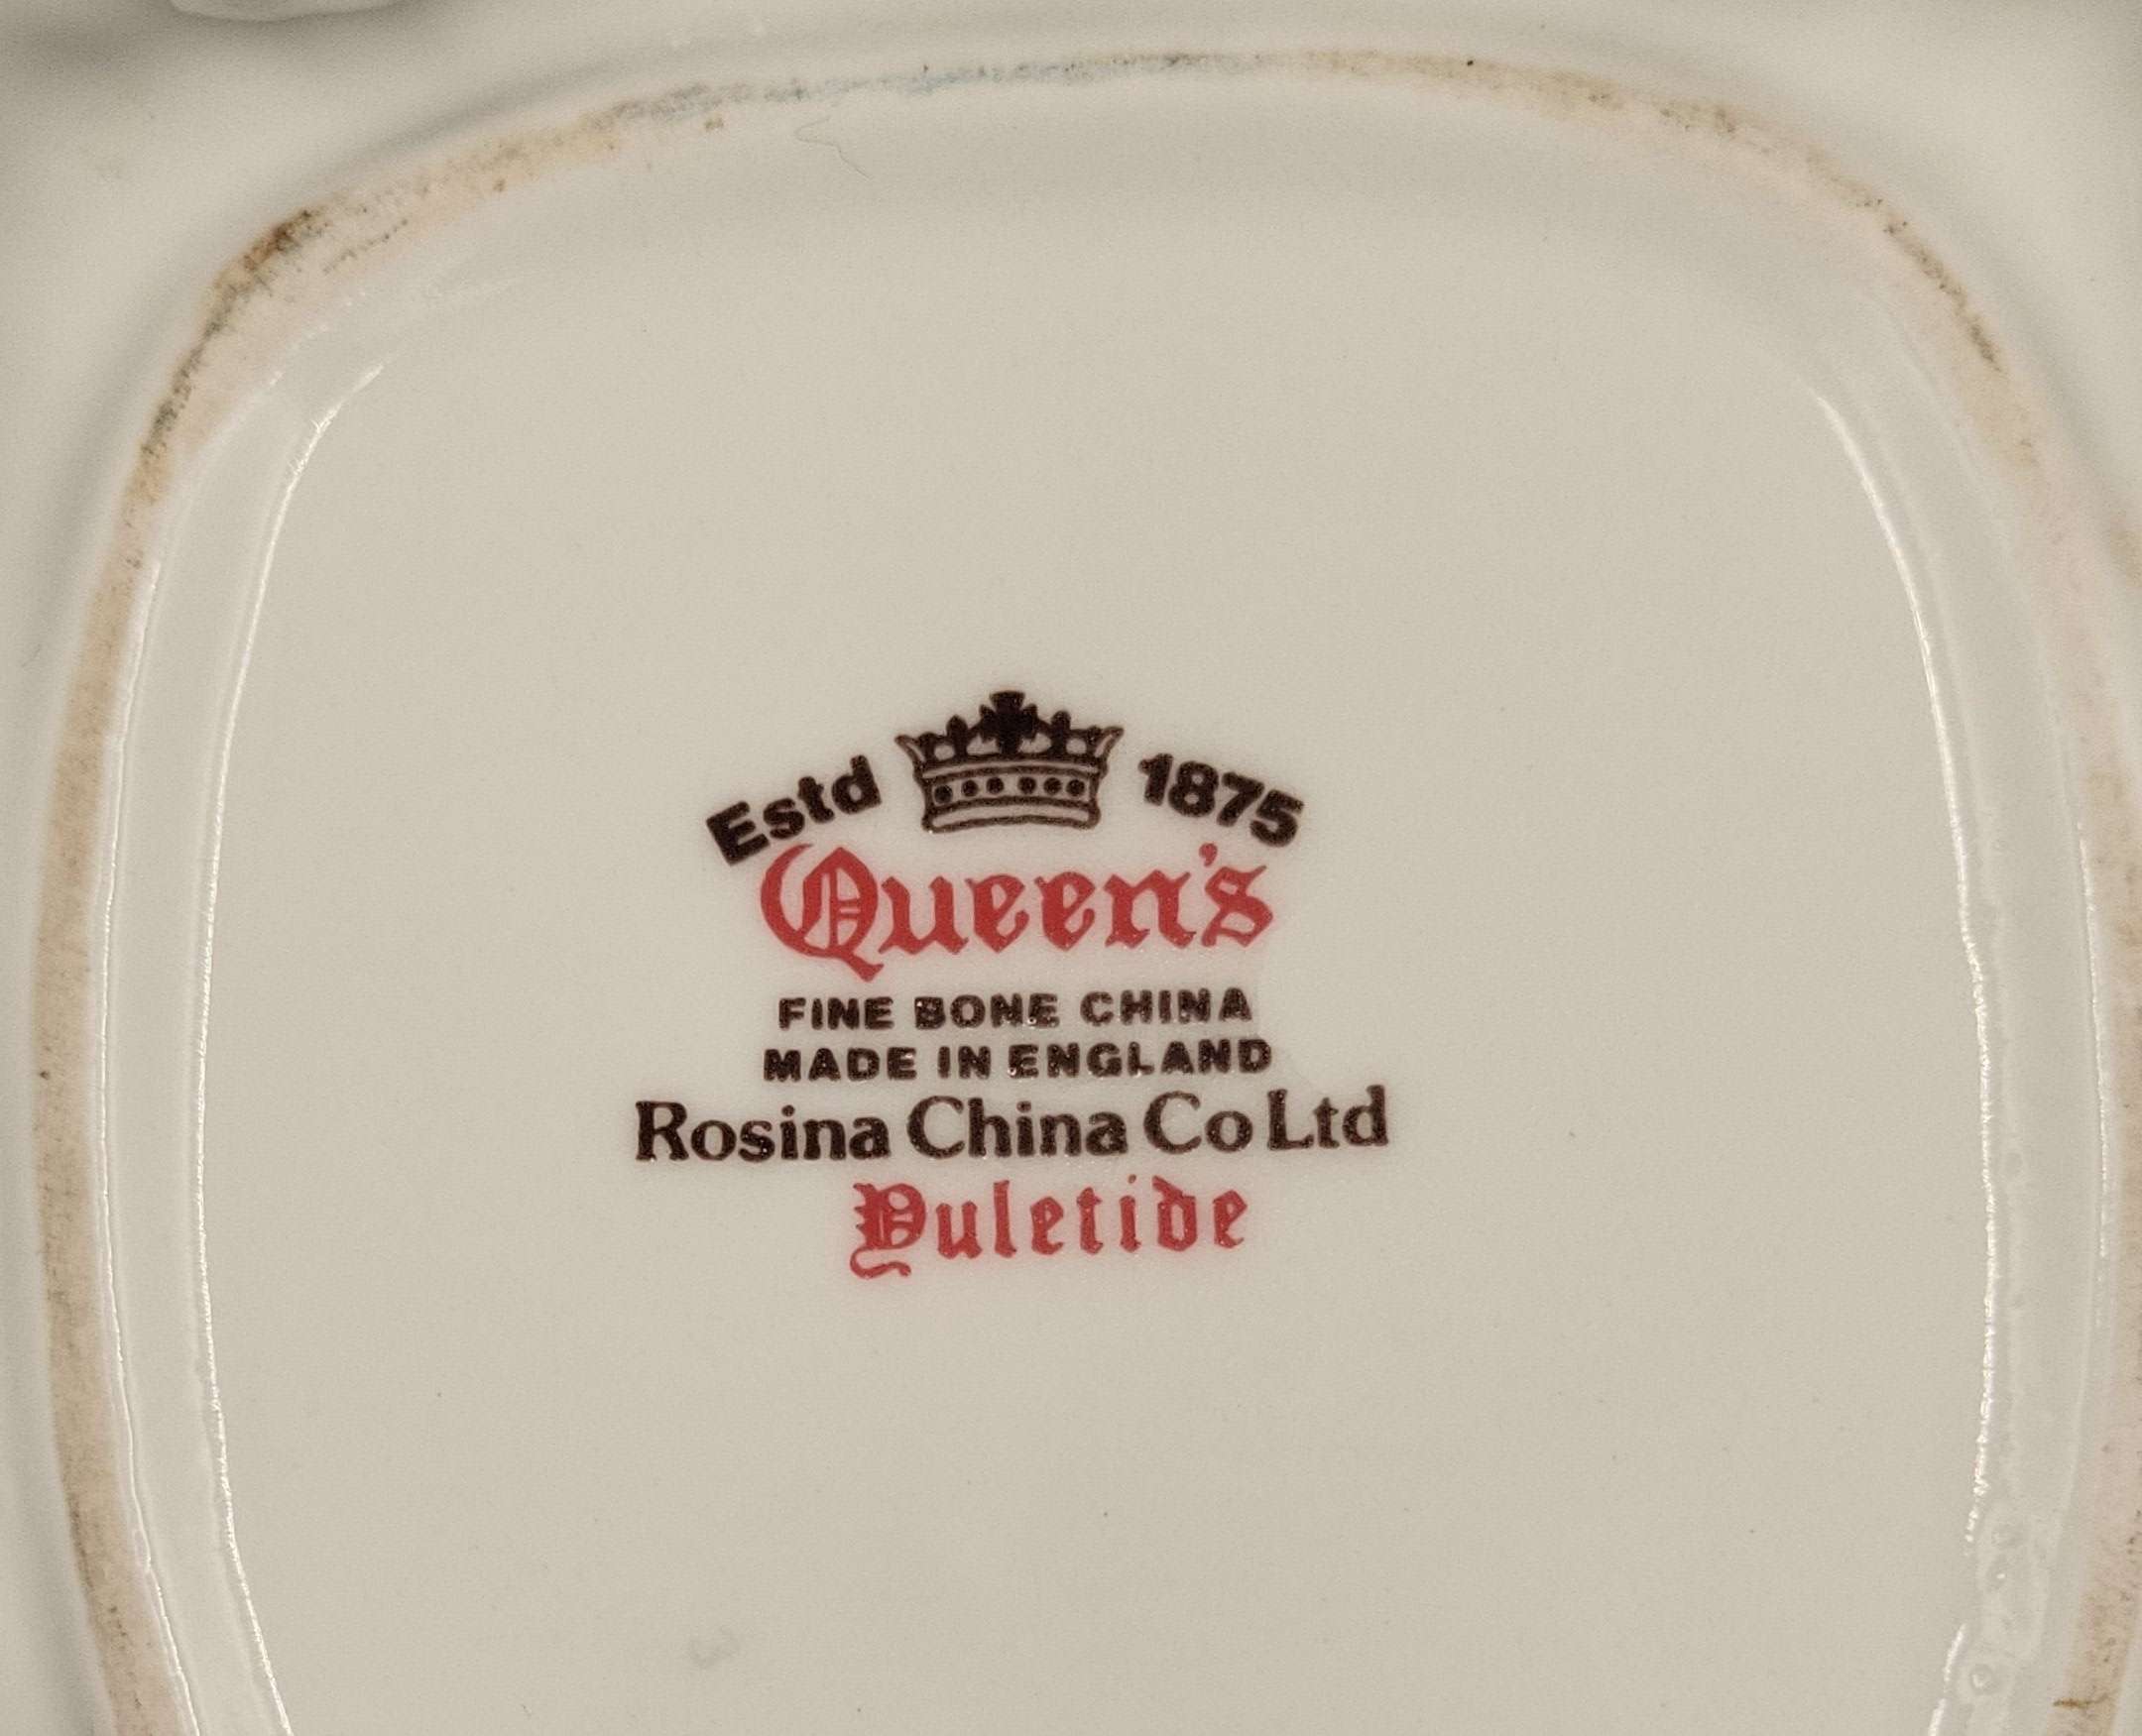 Estd 1875
Queen's
FINE BONE CHINA
MADE IN ENGLAND
Rosina China Co Ltd
Yuletide